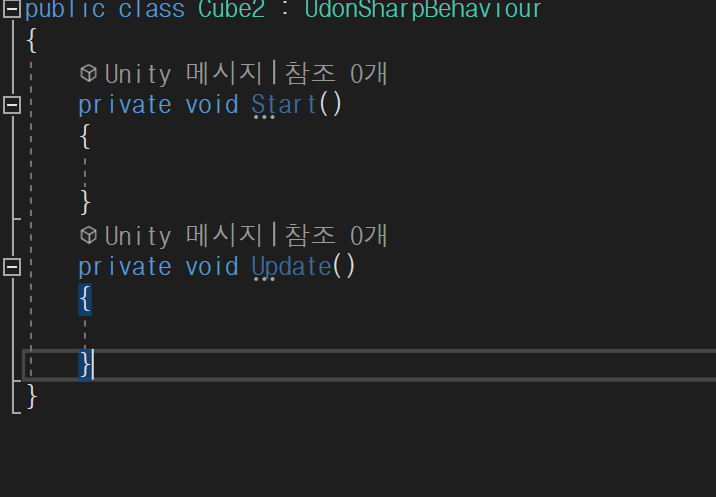 public class Cube2 : UdonSharpBehaviour
{
Unity 메시지|참조 0개
private void Start()
{
}
Unity 메시지|참조 0개
private void Update()
{
}
}